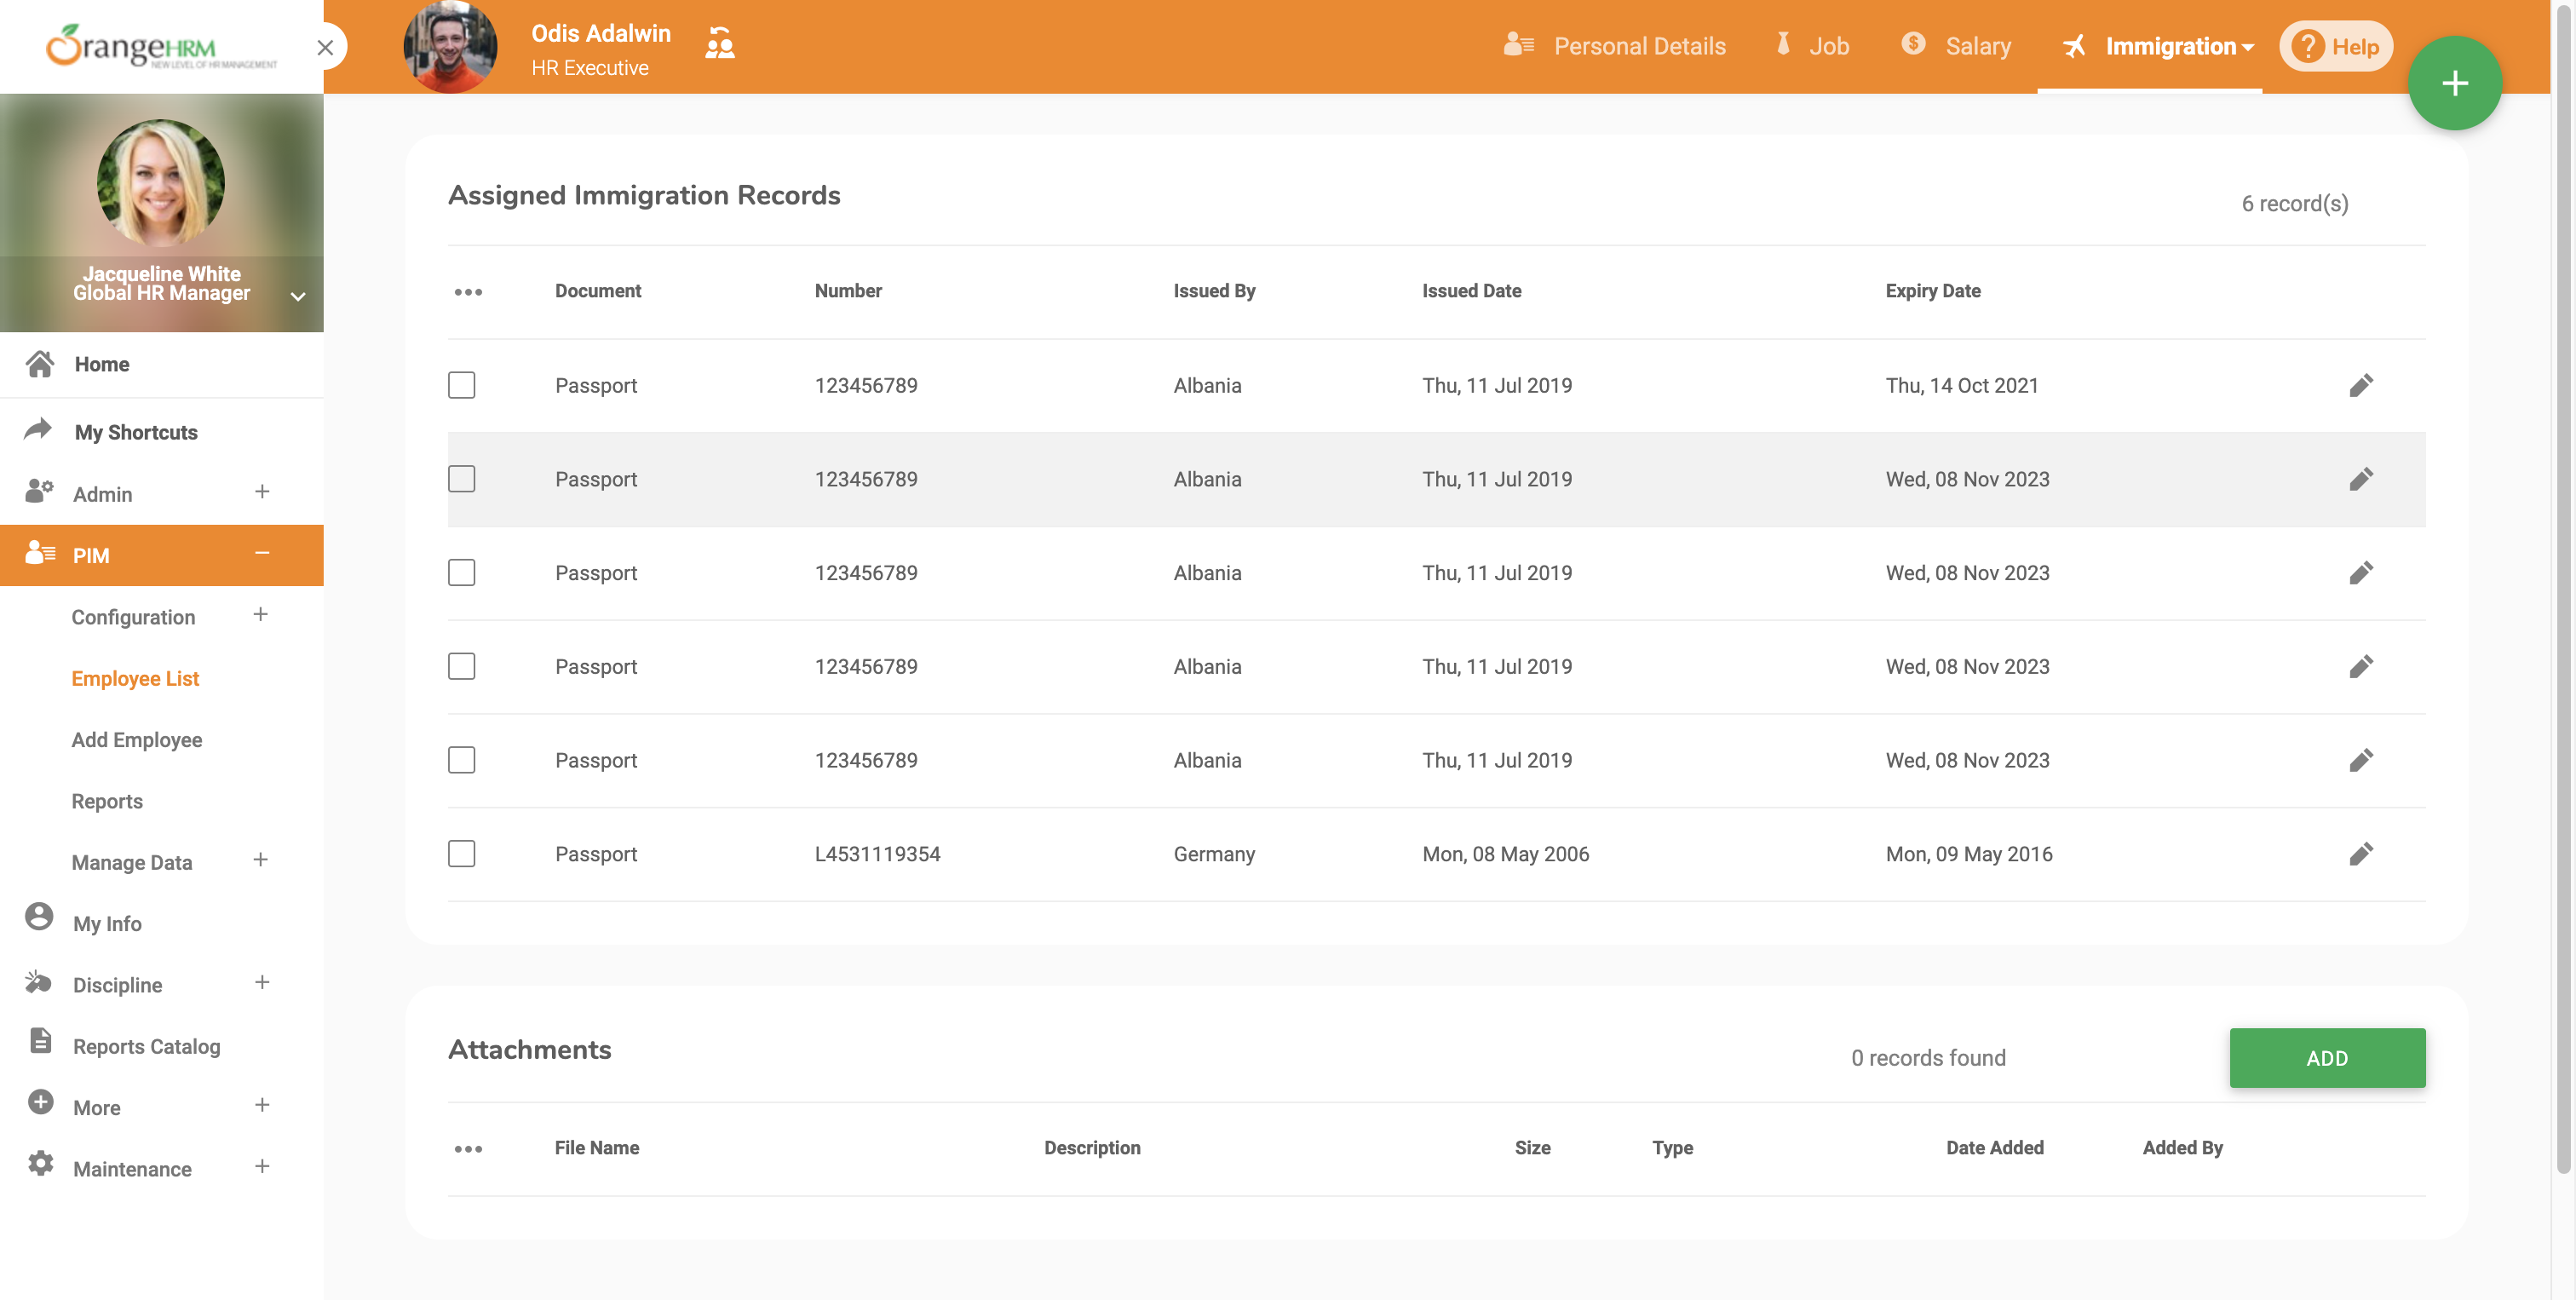 OrangeHRM
NEW LEVEL OF HR MANAGEMENT
Odis Adalwin
HR Executive
Personal Details
Job
Salary
Immigration
Help
Jacqueline White
Global HR Manager
Home
My Shortcuts
Admin
PIM
Configuration
Employee List
Add Employee
Reports
Manage Data
My Info
Discipline
Reports Catalog
More
Maintenance
Assigned Immigration Records
6 record(s)
Document Number Issued By Issued Date Expiry Date
Passport 123456789 Albania Thu, 11 Jul 2019 Thu, 14 Oct 2021
Passport 123456789 Albania Thu, 11 Jul 2019 Wed, 08 Nov 2023
Passport 123456789 Albania Thu, 11 Jul 2019 Wed, 08 Nov 2023
Passport 123456789 Albania Thu, 11 Jul 2019 Wed, 08 Nov 2023
Passport 123456789 Albania Thu, 11 Jul 2019 Wed, 08 Nov 2023
Passport L4531119354 Germany Mon, 08 May 2006 Mon, 09 May 2016
Attachments
0 records found
ADD
File Name Description Size Type Date Added Added By